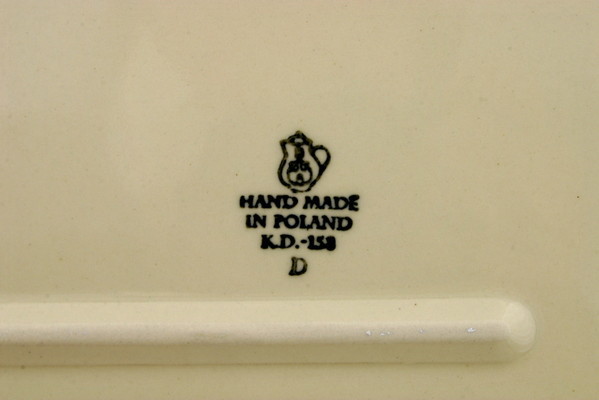 HAND MADE
IN POLAND
K.D.-158
D